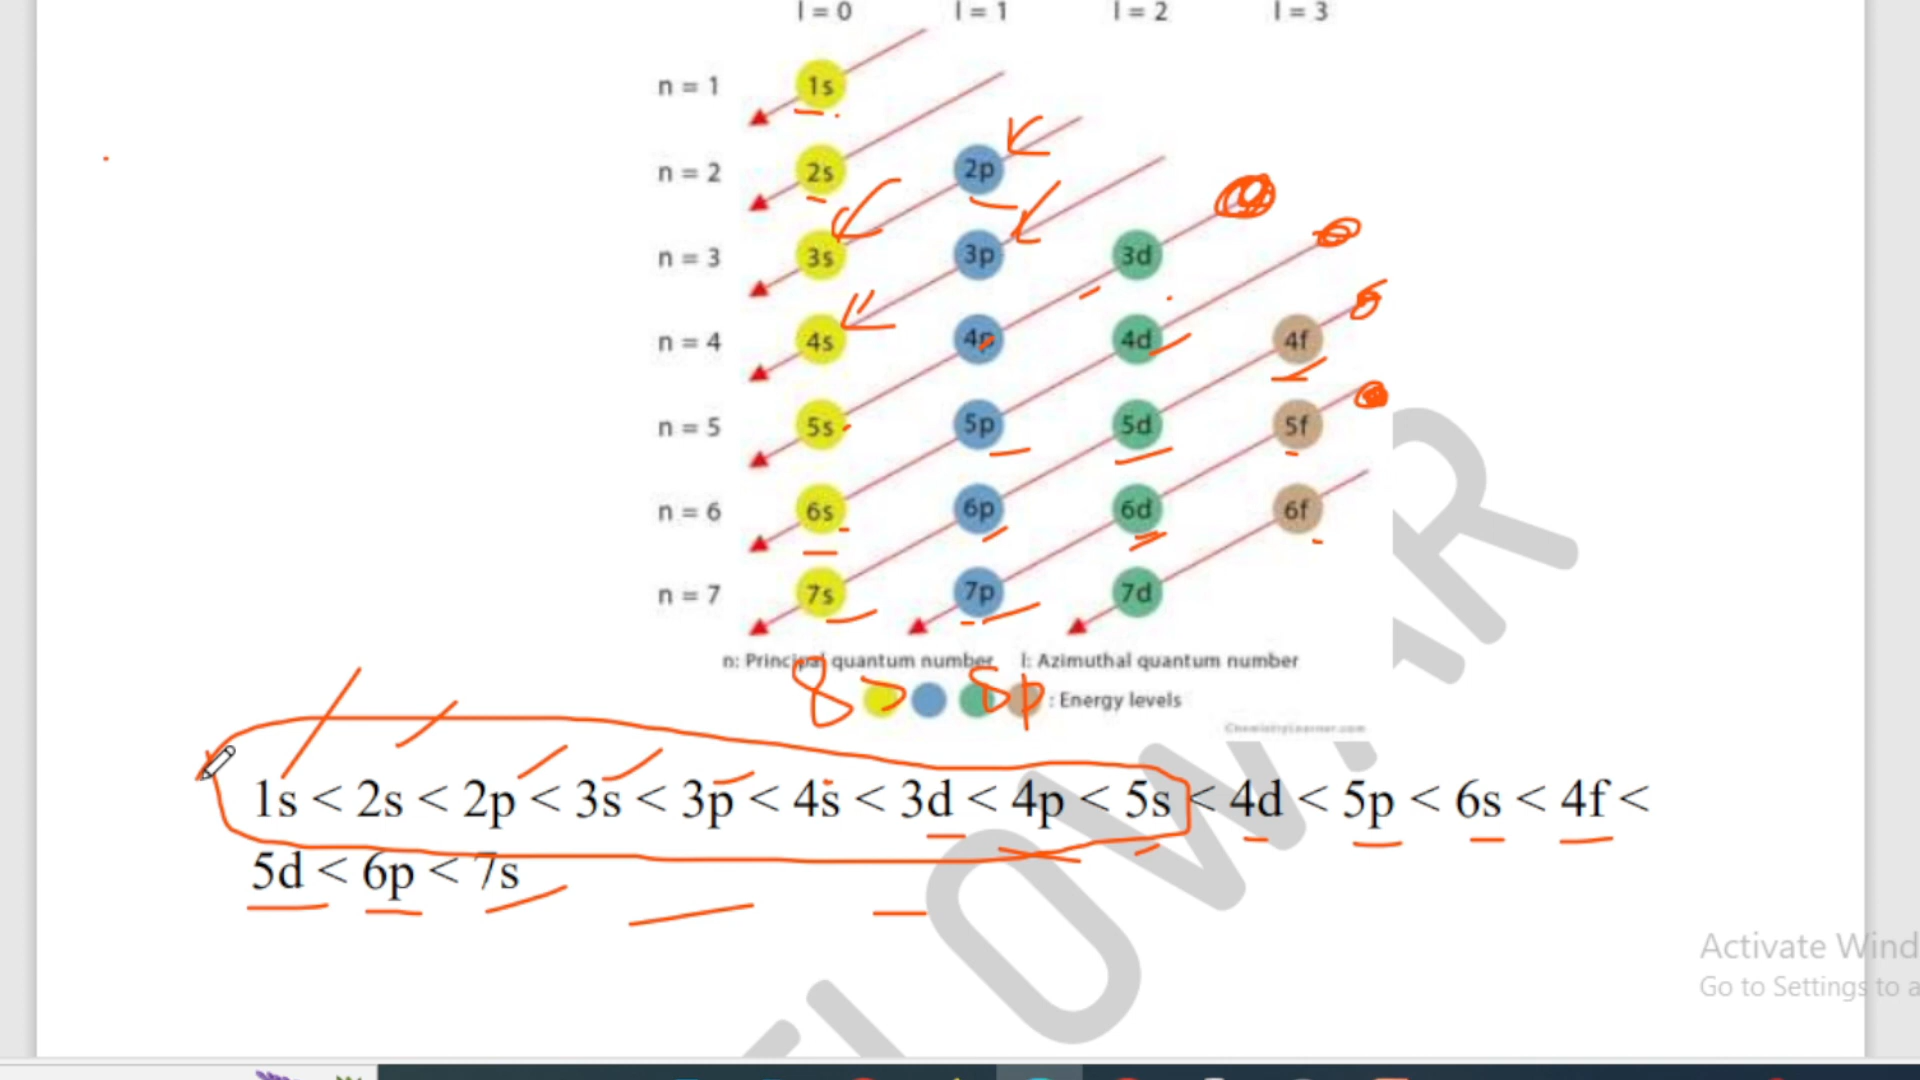 l = 0 l = 1 l = 2 l = 3
n = 1 1s
n = 2 2s 2p
n = 3 3s 3p 3d
n = 4 4s 4p 4d 4f
n = 5 5s 5p 5d 5f
n = 6 6s 6p 6d 6f
n = 7 7s 7p 7d
n: Principal quantum number l: Azimuthal quantum number
: Energy levels
ChemistryLearner.com
1s < 2s < 2p < 3s < 3p < 4s < 3d < 4p < 5s < 4d < 5p < 6s < 4f <
5d < 6p < 7s
Activate Wind
Go to Settings to a